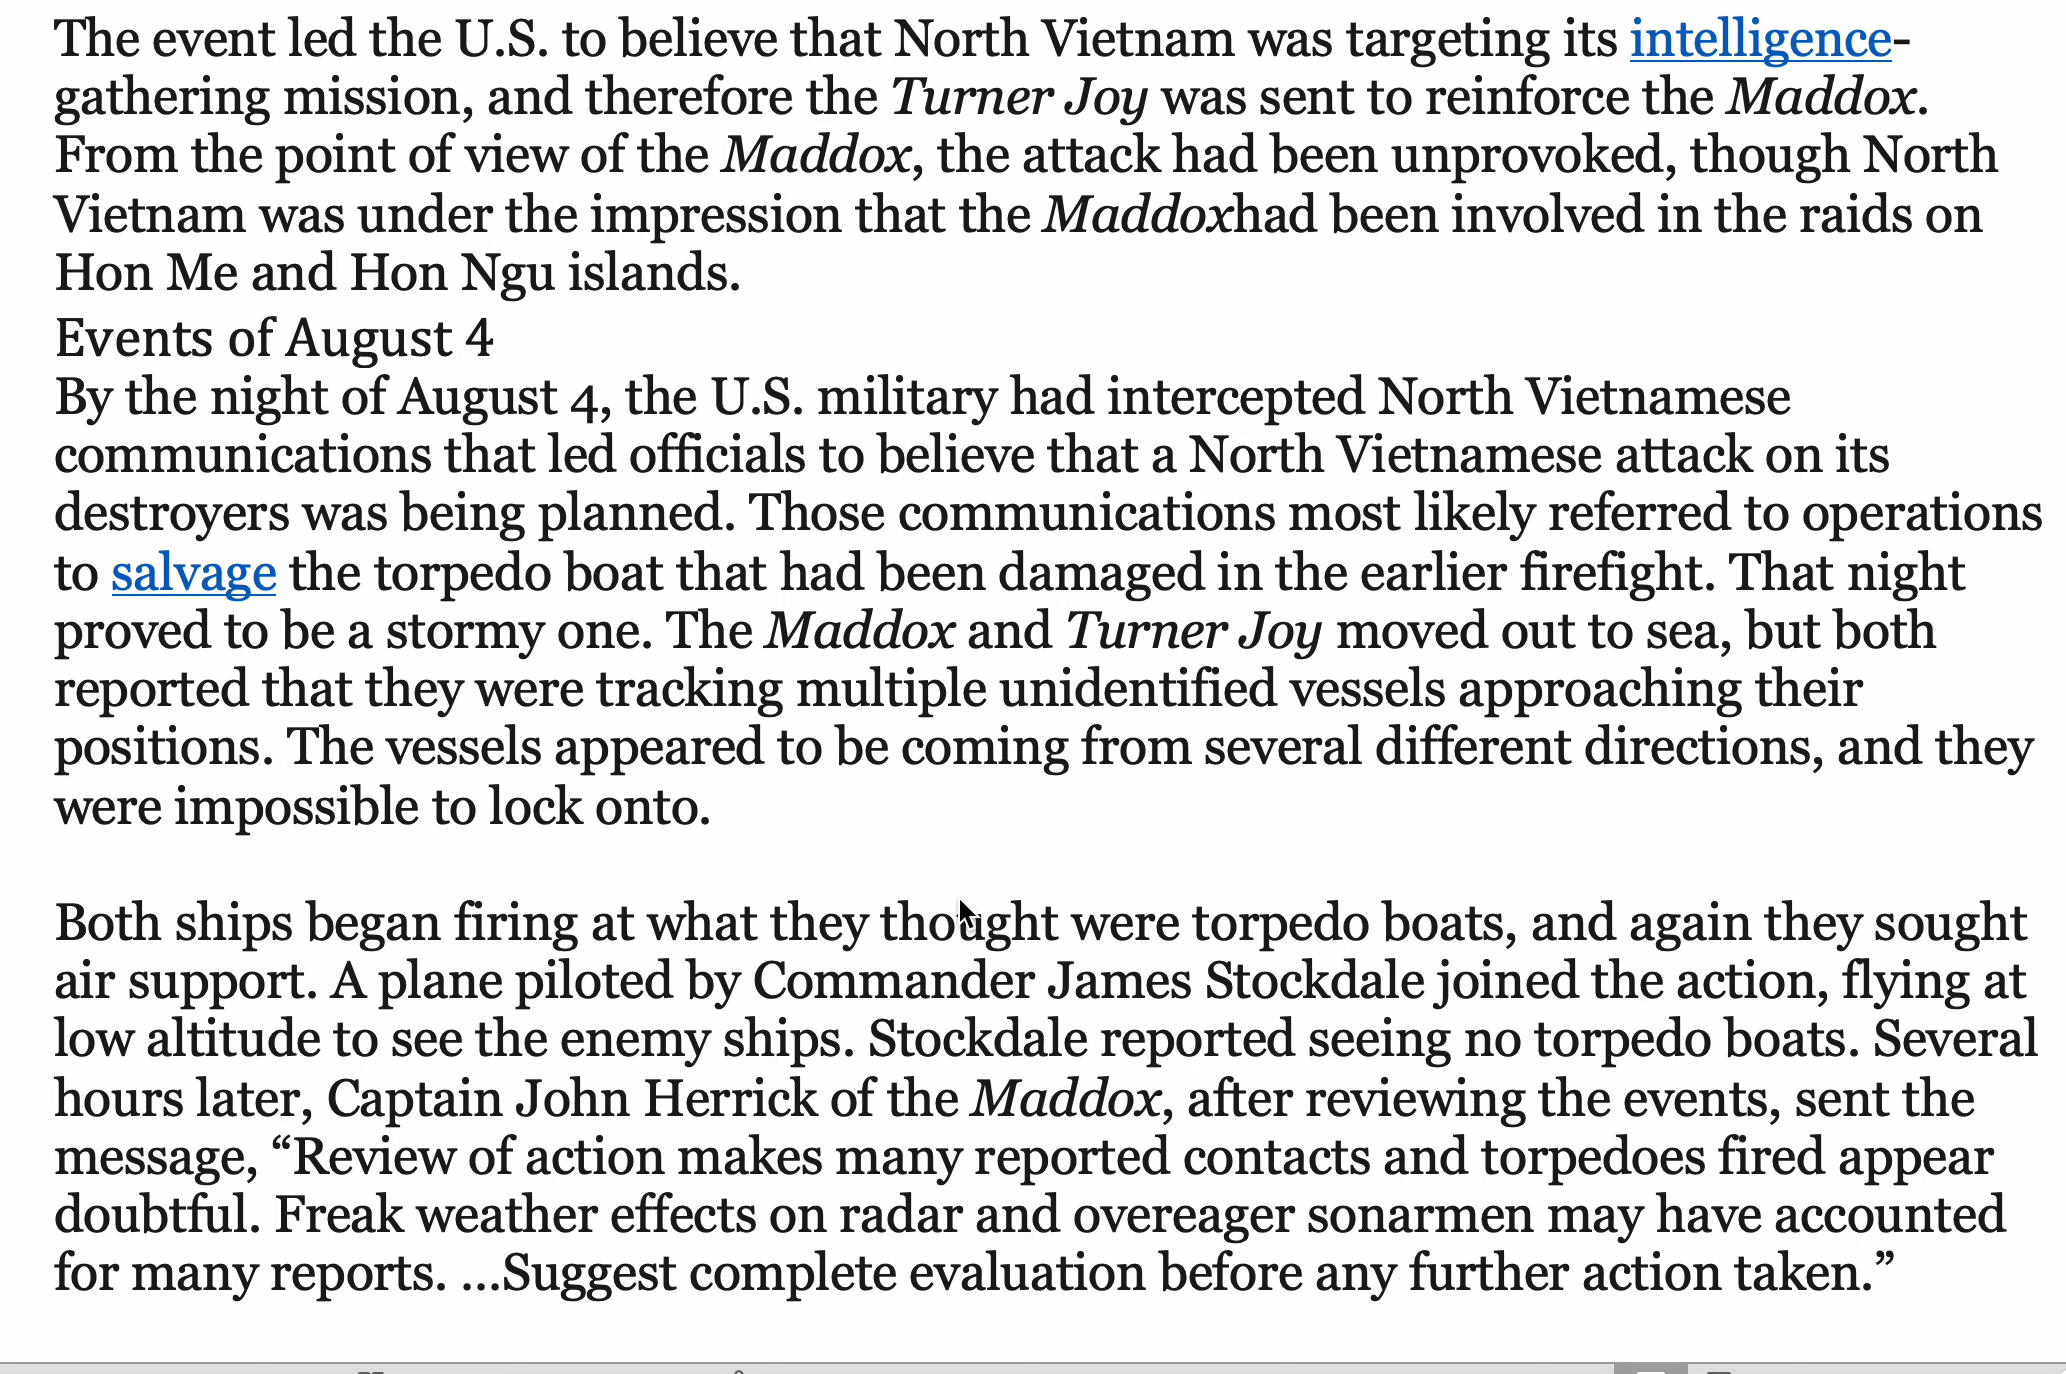 The event led the U.S. to believe that North Vietnam was targeting its intelligence-
gathering mission, and therefore the Turner Joy was sent to reinforce the Maddox.
From the point of view of the Maddox, the attack had been unprovoked, though North
Vietnam was under the impression that the Maddoxhad been involved in the raids on
Hon Me and Hon Ngu islands.
Events of August 4
By the night of August 4, the U.S. military had intercepted North Vietnamese
communications that led officials to believe that a North Vietnamese attack on its
destroyers was being planned. Those communications most likely referred to operations
to salvage the torpedo boat that had been damaged in the earlier firefight. That night
proved to be a stormy one. The Maddox and Turner Joy moved out to sea, but both
reported that they were tracking multiple unidentified vessels approaching their
positions. The vessels appeared to be coming from several different directions, and they
were impossible to lock onto.
Both ships began firing at what they thought were torpedo boats, and again they sought
air support. A plane piloted by Commander James Stockdale joined the action, flying at
low altitude to see the enemy ships. Stockdale reported seeing no torpedo boats. Several
hours later, Captain John Herrick of the Maddox, after reviewing the events, sent the
message, “Review of action makes many reported contacts and torpedoes fired appear
doubtful. Freak weather effects on radar and overeager sonarmen may have accounted
for many reports. …Suggest complete evaluation before any further action taken.”